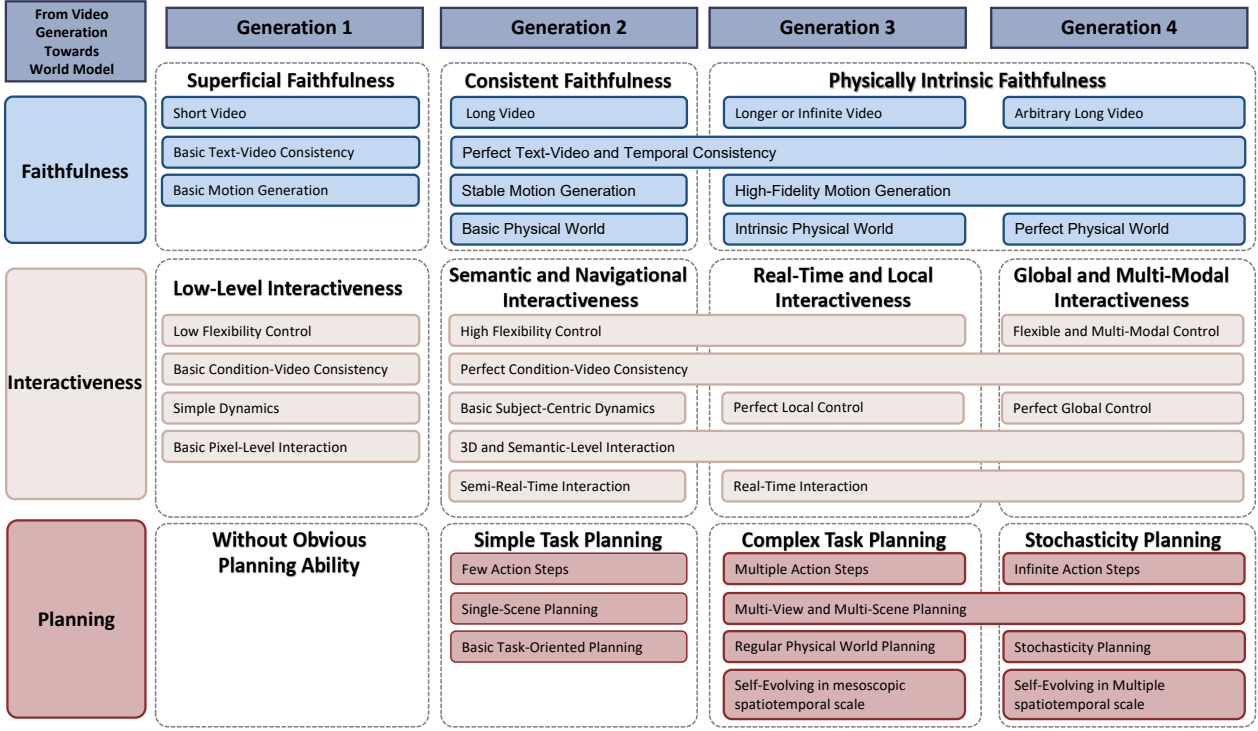 From Video
Generation
Towards
World Model
Generation 1
Generation 2
Generation 3
Generation 4
Faithfulness
Superficial Faithfulness
Consistent Faithfulness
Physically Intrinsic Faithfulness
Short Video
Long Video
Longer or Infinite Video
Arbitrary Long Video
Basic Text-Video Consistency
Perfect Text-Video and Temporal Consistency
Basic Motion Generation
Stable Motion Generation
High-Fidelity Motion Generation
Basic Physical World
Intrinsic Physical World
Perfect Physical World
Interactiveness
Low-Level Interactiveness
Semantic and Navigational
Interactiveness
Real-Time and Local
Interactiveness
Global and Multi-Modal
Interactiveness
Low Flexibility Control
High Flexibility Control
Flexible and Multi-Modal Control
Basic Condition-Video Consistency
Perfect Condition-Video Consistency
Simple Dynamics
Basic Subject-Centric Dynamics
Perfect Local Control
Perfect Global Control
Basic Pixel-Level Interaction
3D and Semantic-Level Interaction
Semi-Real-Time Interaction
Real-Time Interaction
Planning
Without Obvious
Planning Ability
Simple Task Planning
Complex Task Planning
Stochasticity Planning
Few Action Steps
Multiple Action Steps
Infinite Action Steps
Single-Scene Planning
Multi-View and Multi-Scene Planning
Basic Task-Oriented Planning
Regular Physical World Planning
Stochasticity Planning
Self-Evolving in mesoscopic
spatiotemporal scale
Self-Evolving in Multiple
spatiotemporal scale